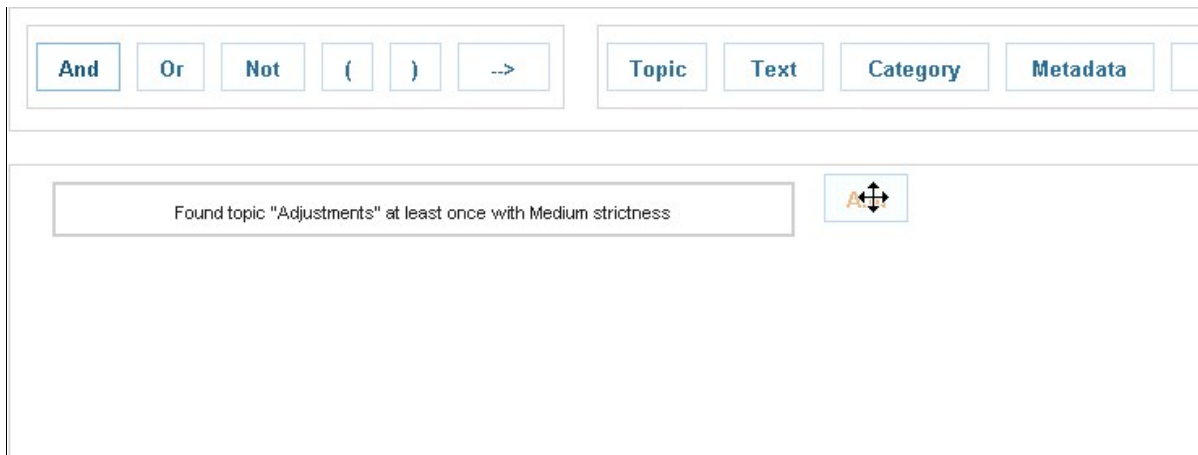 And Or Not ( ) --> Topic Text Category Metadata
Found topic "Adjustments" at least once with Medium strictness